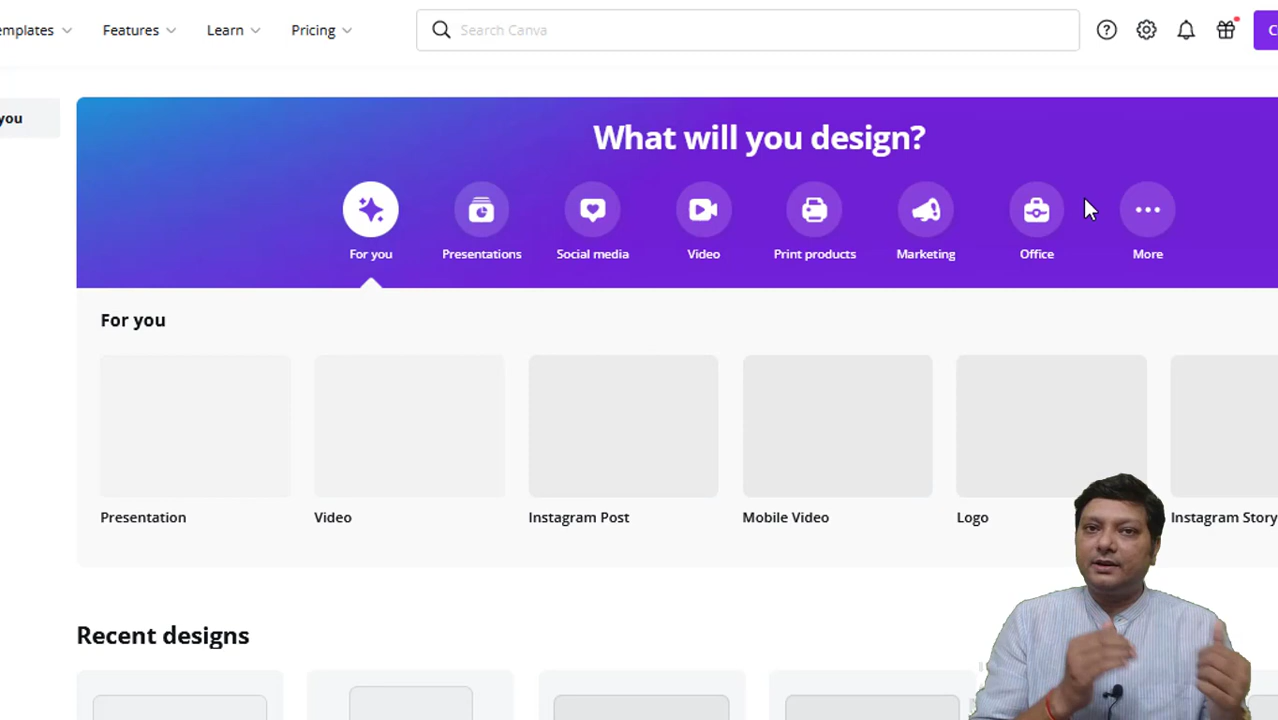 emplates
Features
Learn
Pricing
Search Canva
C
you
What will you design?
For you
Presentations
Social media
Video
Print products
Marketing
Office
More
For you
Presentation
Video
Instagram Post
Mobile Video
Logo
Instagram Story
Recent designs